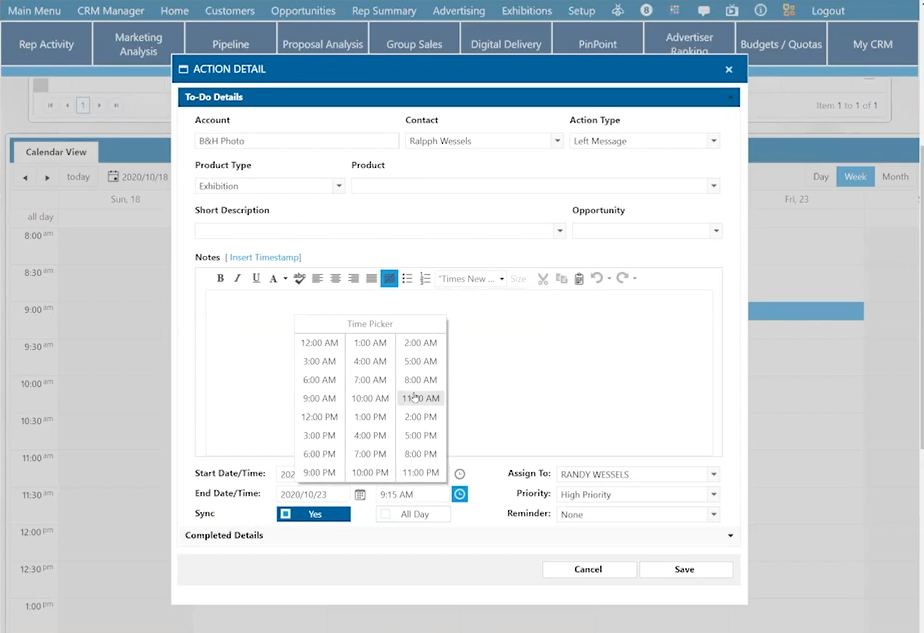 Main Menu CRM Manager Home Customers Opportunities Rep Summary Advertising Exhibitions Setup 8 Logout
Rep Activity Marketing Analysis Pipeline Proposal Analysis Group Sales Digital Delivery PinPoint Advertiser Ranking Budgets / Quotas My CRM
ACTION DETAIL
To-Do Details
1 Item 1 to 1 of 1
Account Contact Action Type
B&H Photo Ralpph Wessels Left Message
Calendar View
Product Type Product
today 2020/10/18 Day Week Month
Exhibition
Sun, 18 Fri, 23
Short Description Opportunity
all day
8:00 am
Notes [ Insert Timestamp]
8:30 am
B I U A abc "Times New ... Size
9:00 am
Time Picker
12:00 AM 1:00 AM 2:00 AM
9:30 am
3:00 AM 4:00 AM 5:00 AM
6:00 AM 7:00 AM 8:00 AM
10:00 am
9:00 AM 10:00 AM 11:00 AM
12:00 PM 1:00 PM 2:00 PM
10:30 am
3:00 PM 4:00 PM 5:00 PM
6:00 PM 7:00 PM 8:00 PM
11:00 am
9:00 PM 10:00 PM 11:00 PM
Start Date/Time: 202 Assign To: RANDY WESSELS
11:30 am
End Date/Time: 2020/10/23 9:15 AM Priority: High Priority
Sync Yes All Day Reminder: None
12:00 pm
Completed Details
12:30 pm
Cancel Save
1:00 pm